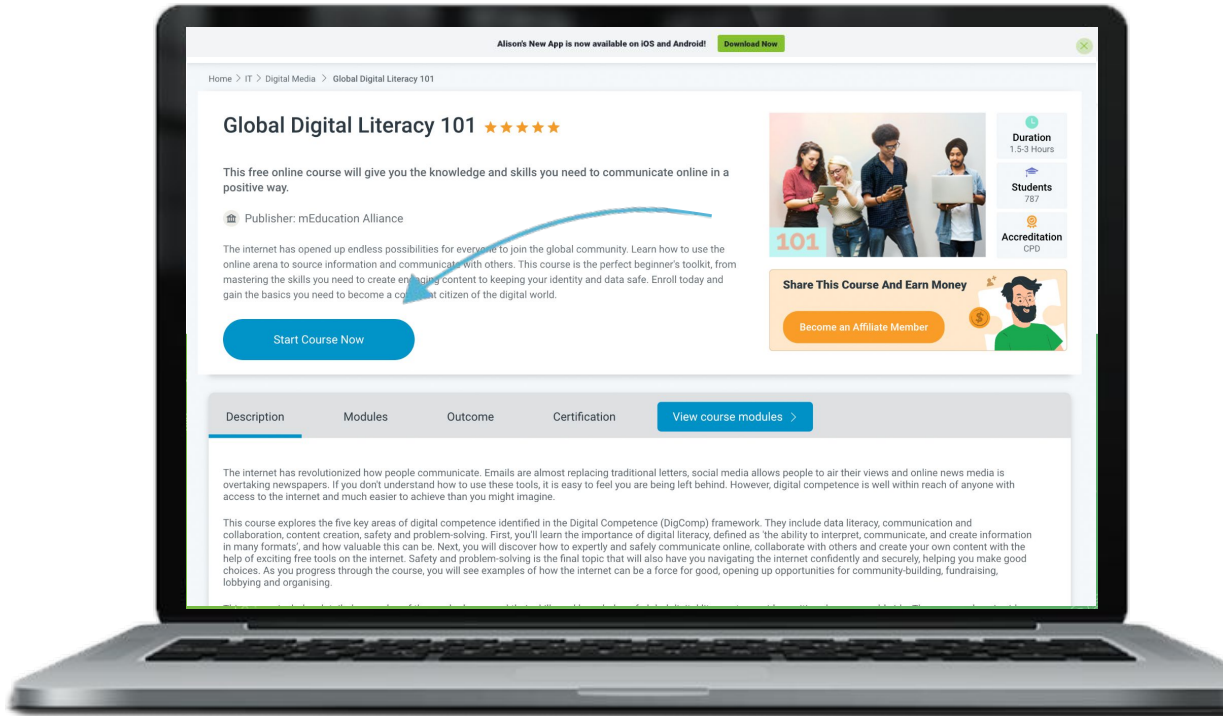 Alison's New App is now available on iOS and Android! Download Now
Home > IT > Digital Media > Global Digital Literacy 101
Global Digital Literacy 101
This free online course will give you the knowledge and skills you need to communicate online in a
positive way.
Publisher: mEducation Alliance
The internet has opened up endless possibilities for everyone to join the global community. Learn how to use the
online arena to source information and communicate with others. This course is the perfect beginner's toolkit, from
mastering the skills you need to create engaging content to keeping your identity and data safe. Enroll today and
gain the basics you need to become a citizen of the digital world.
Start Course Now
101
Duration
1.5-3 Hours
Students
787
Accreditation
CPD
Share This Course And Earn Money
Become an Affiliate Member
Description Modules Outcome Certification View course modules >
The internet has revolutionized how people communicate. Emails are almost replacing traditional letters, social media allows people to air their views and online news media is
overtaking newspapers. If you don't understand how to use these tools, it is easy to feel you are being left behind. However, digital competence is well within reach of anyone with
access to the internet and much easier to achieve than you might imagine.
This course explores the five key areas of digital competence identified in the Digital Competence (DigComp) framework. They include data literacy, communication and
collaboration, content creation, safety and problem-solving. First, you'll learn the importance of digital literacy, defined as 'the ability to interpret, communicate, and create information
in many formats', and how valuable this can be. Next, you will discover how to expertly and safely communicate online, collaborate with others and create your own content with the
help of exciting free tools on the internet. Safety and problem-solving is the final topic that will also have you navigating the internet confidently and securely, helping you make good
choices. As you progress through the course, you will see examples of how the internet can be a force for good, opening up opportunities for community-building, fundraising,
lobbying and organising.